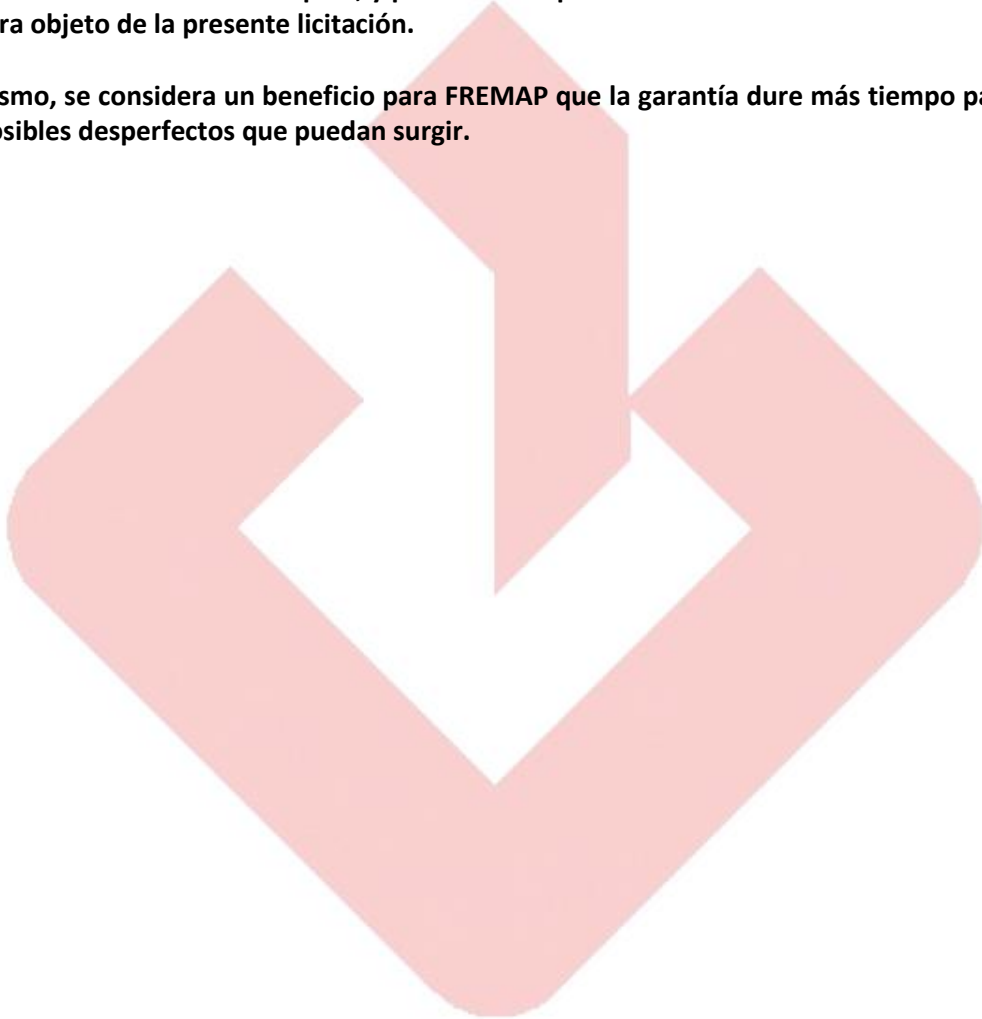 ra objeto de la presente licitación.
smo, se considera un beneficio para FREMAP que la garantía dure más tiempo pa
osibles desperfectos que puedan surgir.